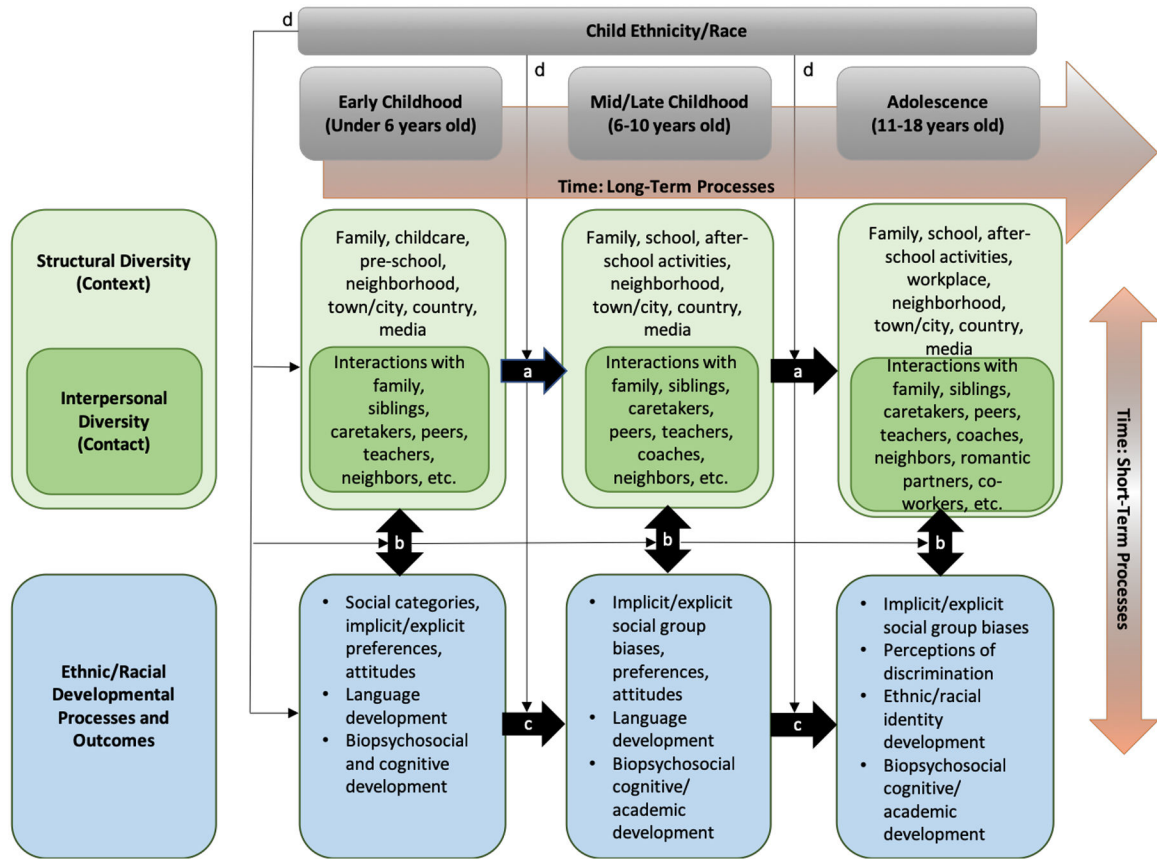 d
Child Ethnicity/Race
d
d
Early Childhood
(Under 6 years old)
Mid/Late Childhood
(6-10 years old)
Adolescence
(11-18 years old)
Time: Long-Term Processes
Structural Diversity
(Context)
Interpersonal
Diversity
(Contact)
Family, childcare,
pre-school,
neighborhood,
town/city, country,
media
Interactions with
family,
siblings,
caretakers, peers,
teachers,
neighbors, etc.
a
Family, school, after-
school activities,
neighborhood,
town/city, country,
media
Interactions with
family, siblings,
caretakers,
peers, teachers,
coaches,
neighbors, etc.
a
Family, school, after-
school activities,
workplace,
neighborhood,
town/city, country,
media
Interactions with
family, siblings,
caretakers, peers,
teachers, coaches,
neighbors, romantic
partners, co-
workers, etc.
Time: Short-Term Processes
b
b
b
Ethnic/Racial
Developmental
Processes and
Outcomes
• Social categories,
implicit/explicit
preferences,
attitudes
• Language
development
• Biopsychosocial
and cognitive
development
c
• Implicit/explicit
social group
biases,
preferences,
attitudes
• Language
development
• Biopsychosocial
cognitive/
academic
development
c
• Implicit/explicit
social group biases
• Perceptions of
discrimination
• Ethnic/racial
identity
development
• Biopsychosocial
cognitive/
academic
development